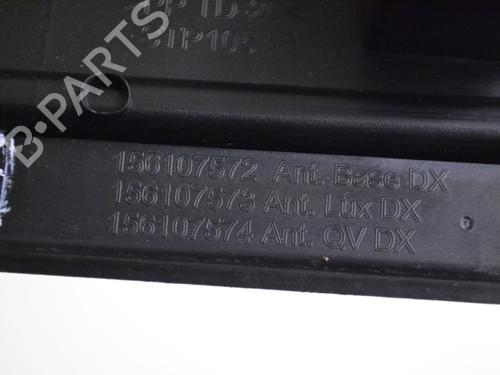 156107572 Ant. Base DX
156107573 Ant. Lux DX
156107574 Ant. QV DX
B-PARTS